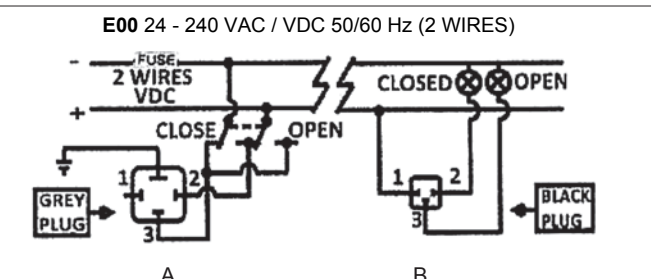 E00 24 - 240 VAC / VDC 50/60 Hz (2 WIRES)
- FUSE
2 WIRES
VDC
+
CLOSE OPEN
CLOSED OPEN
1 2
3
GREY
PLUG
1 2
3
BLACK
PLUG
A B